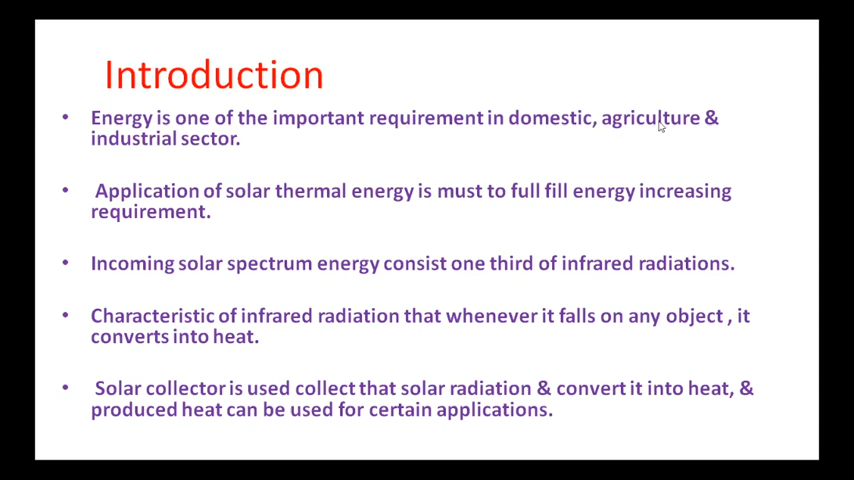 Introduction
• Energy is one of the important requirement in domestic, agriculture &
industrial sector.
• Application of solar thermal energy is must to full fill energy increasing
requirement.
• Incoming solar spectrum energy consist one third of infrared radiations.
• Characteristic of infrared radiation that whenever it falls on any object , it
converts into heat.
• Solar collector is used collect that solar radiation & convert it into heat, &
produced heat can be used for certain applications.